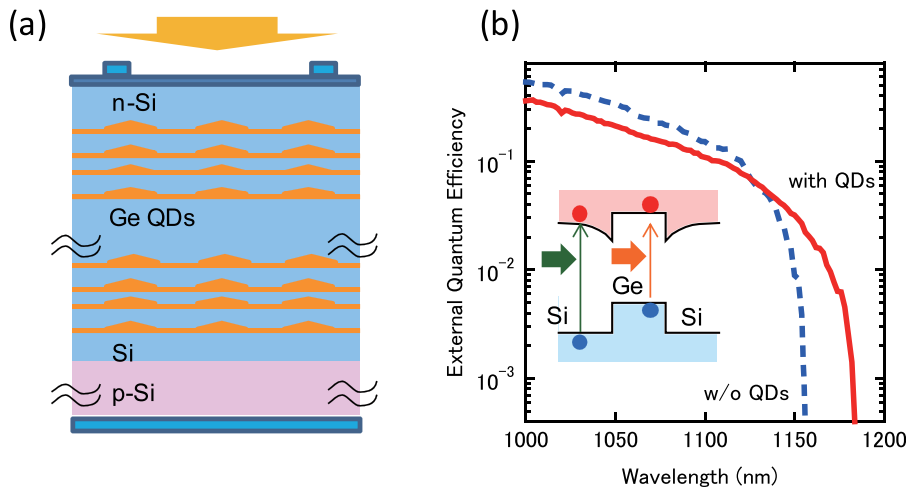 (a)
n-Si
Ge QDs
Si
p-Si
(b)
External Quantum Efficiency
10⁻¹
10⁻²
10⁻³
with QDs
Ge
Si
Si
w/o QDs
1000 1050 1100 1150 1200
Wavelength (nm)